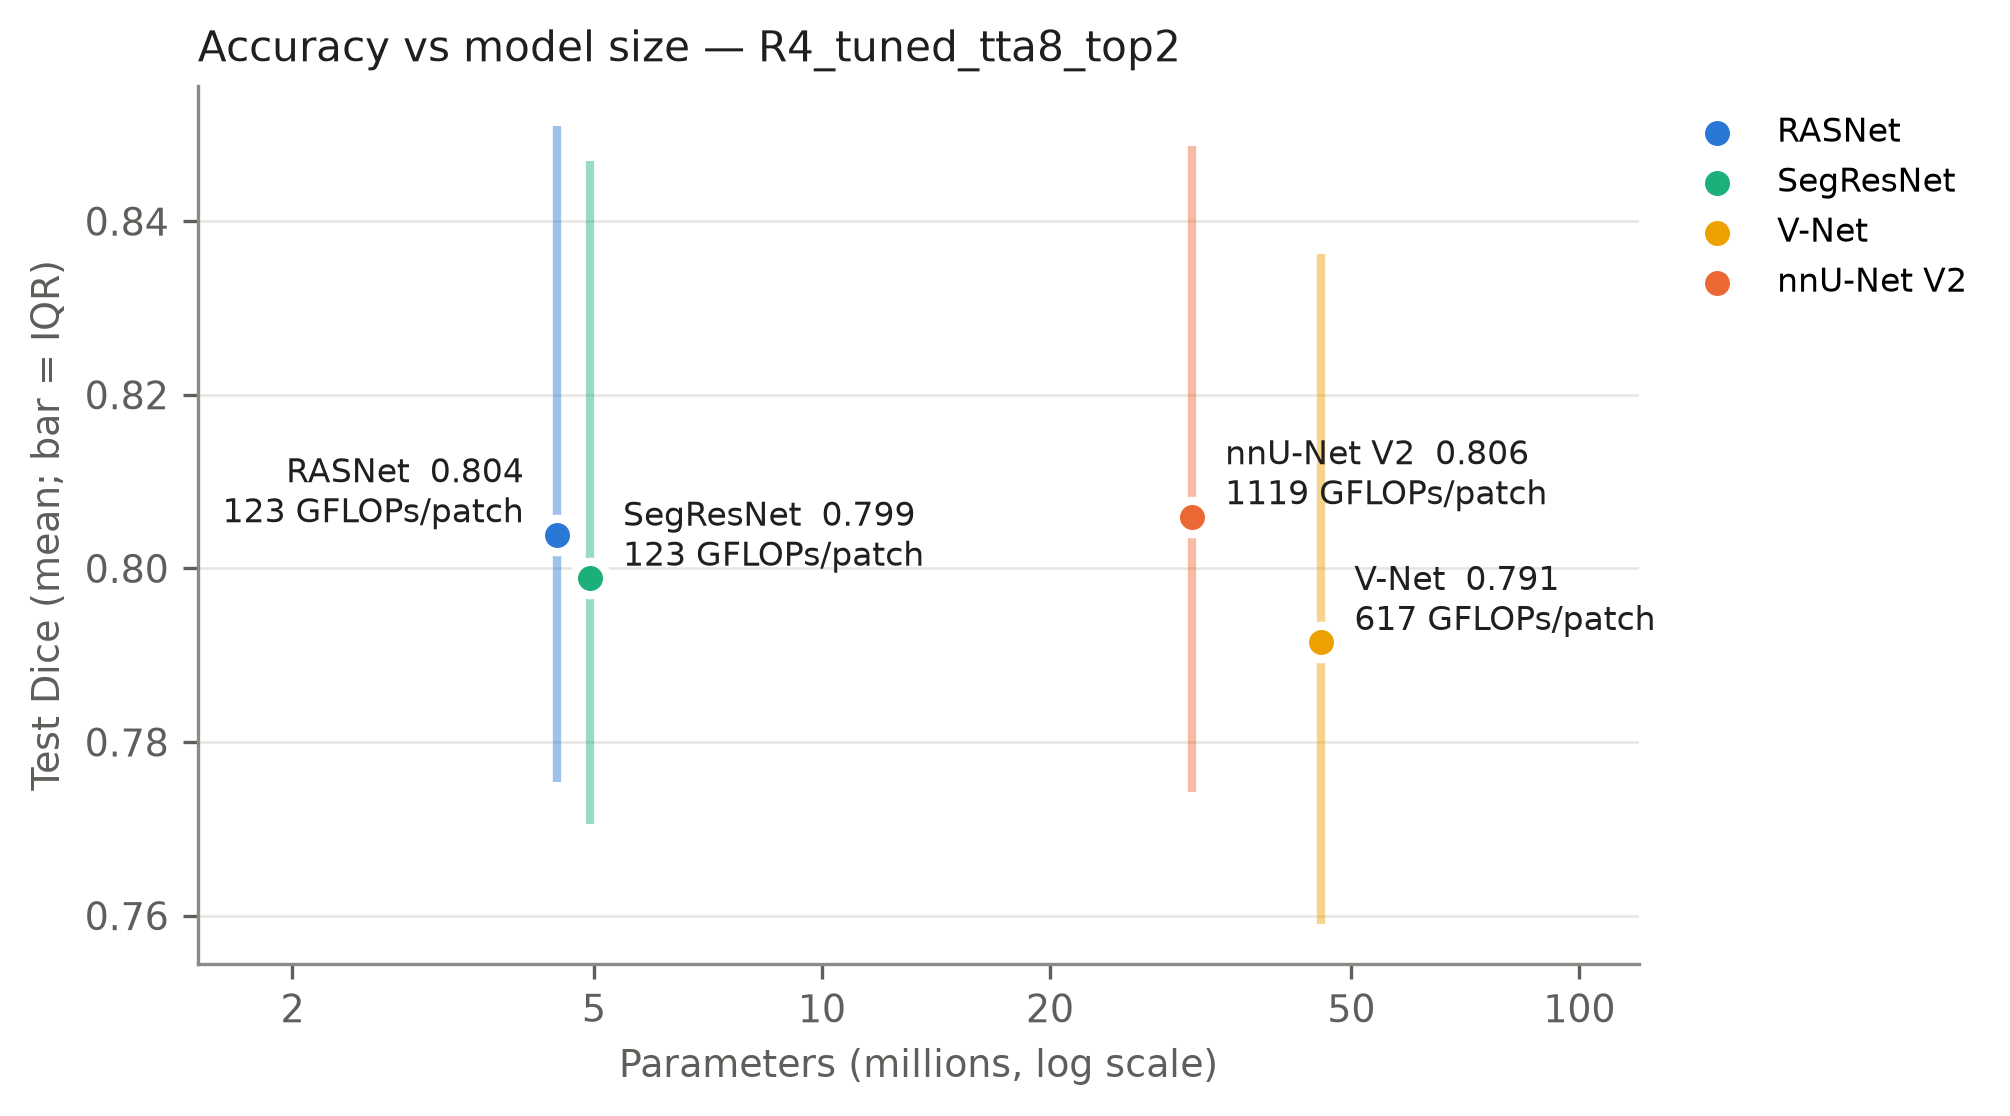 Accuracy vs model size — R4_tuned_tta8_top2
RASNet
SegResNet
V-Net
nnU-Net V2
Test Dice (mean; bar = IQR)
0.84
0.82
0.80
0.78
0.76
RASNet 0.804
123 GFLOPs/patch
SegResNet 0.799
123 GFLOPs/patch
nnU-Net V2 0.806
1119 GFLOPs/patch
V-Net 0.791
617 GFLOPs/patch
2
5
10
20
50
100
Parameters (millions, log scale)